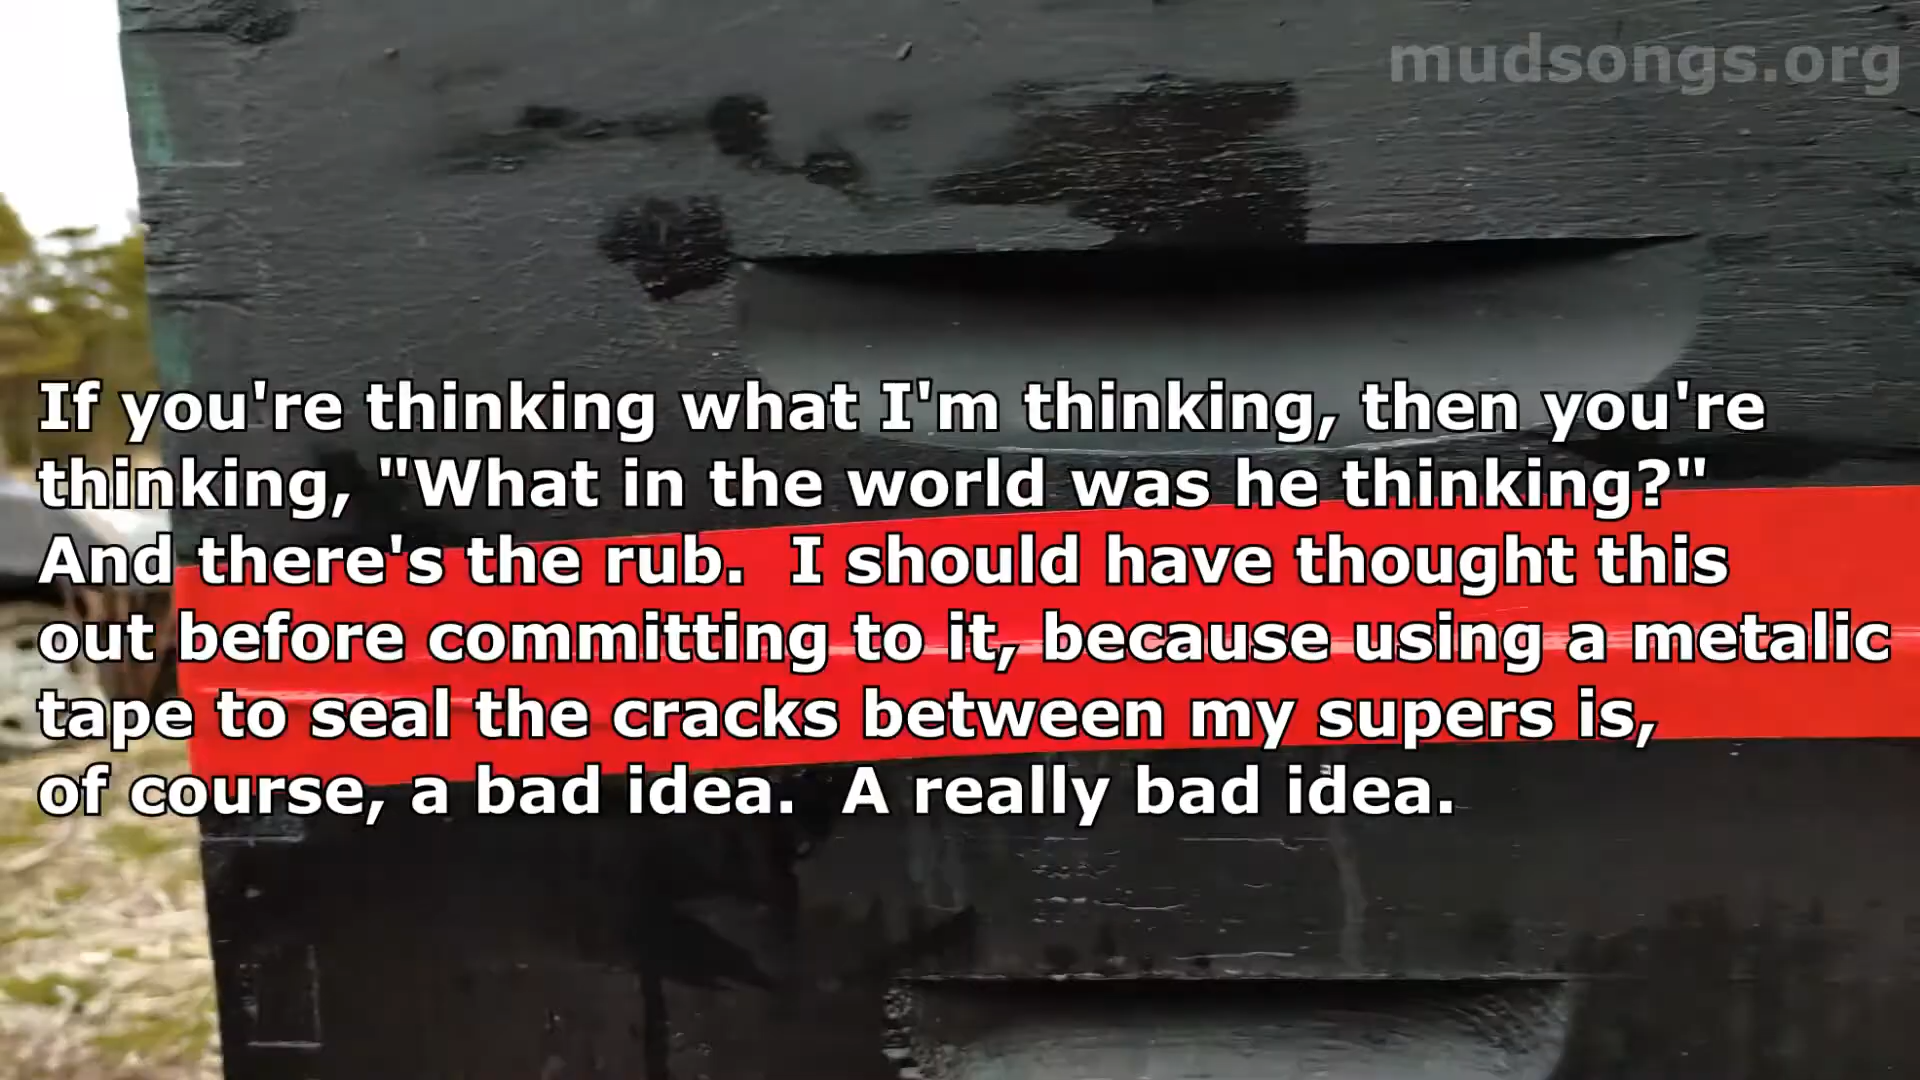 mudsongs.org
If you're thinking what I'm thinking, then you're
thinking, "What in the world was he thinking?"
And there's the rub.  I should have thought this
out before committing to it, because using a metalic
tape to seal the cracks between my supers is,
of course, a bad idea.  A really bad idea.